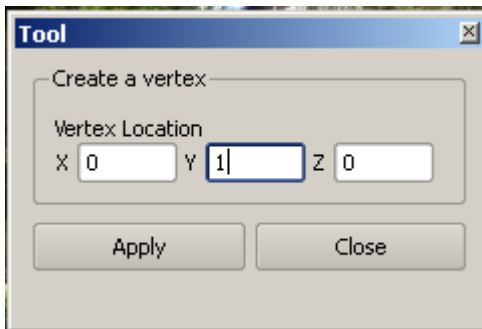 Tool
Create a vertex
Vertex Location
X 0 Y 1 Z 0
Apply Close